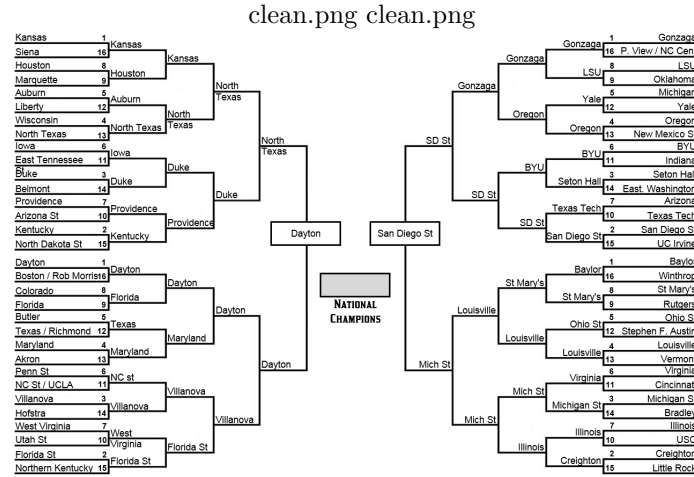 clean.png clean.png
Kansas 1
Siena 16
Kansas
Houston 8
Marquette 9
Houston
Kansas
Auburn 5
Liberty 12
Auburn
Wisconsin 4
North Texas 13
North Texas
North
Texas
North
Texas
Iowa 6
East Tennessee 11
St
Iowa
Duke 3
Belmont 14
Duke
Duke
Providence 7
Arizona St 10
Providence
Kentucky 2
North Dakota St 15
Kentucky
Providence
Duke
North
Texas
Dayton 1
Boston / Rob Morris 16
Dayton
Colorado 8
Florida 9
Florida
Dayton
Butler 5
Texas / Richmond 12
Texas
Maryland 4
Akron 13
Maryland
Maryland
Dayton
Penn St 6
NC St / UCLA 11
NC st
Villanova 3
Hofstra 14
Villanova
Villanova
West Virginia 7
Utah St 10
West
Virginia
Florida St 2
Northern Kentucky 15
Florida St
Florida St
Villanova
Dayton
Dayton
San Diego St
National
Champions
1 Gonzaga
16 P. View / NC Cen
Gonzaga
8 LSU
9 Oklahoma
LSU
Gonzaga
5 Michigan
12 Yale
Yale
4 Oregon
13 New Mexico S
Oregon
Oregon
Gonzaga
6 BYU
11 Indiana
BYU
3 Seton Hall
14 East. Washington
Seton Hall
BYU
7 Arizona
10 Texas Tech
Texas Tech
2 San Diego S
15 UC Irvine
San Diego St
SD St
SD St
SD St
1 Baylor
16 Winthrop
Baylor
8 St Mary's
9 Rutgers
St Mary's
St Mary's
5 Ohio S
12 Stephen F. Austin
Ohio St
4 Louisville
13 Vermont
Louisville
Louisville
Louisville
6 Virginia
11 Cincinnat
Virginia
3 Michigan S
14 Bradley
Michigan St
Mich St
7 Illinois
10 USC
Illinois
2 Creighton
15 Little Rock
Creighton
Illinois
Mich St
Mich St